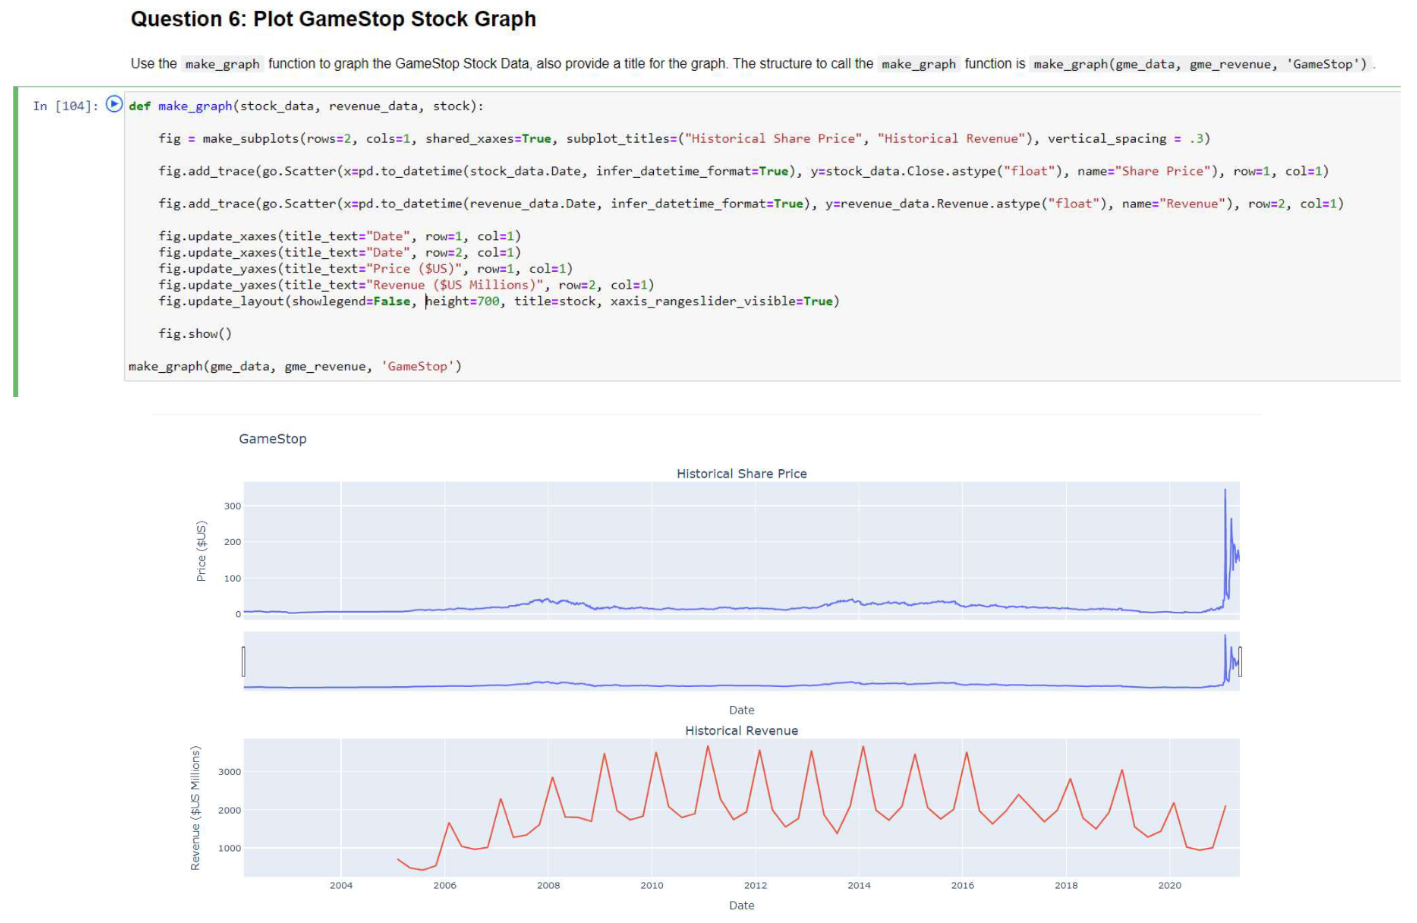 Question 6: Plot GameStop Stock Graph
Use the make_graph function to graph the GameStop Stock Data, also provide a title for the graph. The structure to call the make_graph function is make_graph(gme_data, gme_revenue, 'GameStop') .
In [104]:
def make_graph(stock_data, revenue_data, stock):
fig = make_subplots(rows=2, cols=1, shared_xaxes=True, subplot_titles=("Historical Share Price", "Historical Revenue"), vertical_spacing = .3)
fig.add_trace(go.Scatter(x=pd.to_datetime(stock_data.Date, infer_datetime_format=True), y=stock_data.Close.astype("float"), name="Share Price"), row=1, col=1)
fig.add_trace(go.Scatter(x=pd.to_datetime(revenue_data.Date, infer_datetime_format=True), y=revenue_data.Revenue.astype("float"), name="Revenue"), row=2, col=1)
fig.update_xaxes(title_text="Date", row=1, col=1)
fig.update_xaxes(title_text="Date", row=2, col=1)
fig.update_yaxes(title_text="Price ($US)", row=1, col=1)
fig.update_yaxes(title_text="Revenue ($US Millions)", row=2, col=1)
fig.update_layout(showlegend=False, height=700, title=stock, xaxis_rangeslider_visible=True)
fig.show()
make_graph(gme_data, gme_revenue, 'GameStop')
GameStop
Historical Share Price
Price ($US)
300
200
100
0
Date
Historical Revenue
Revenue ($US Millions)
3000
2000
1000
2004 2006 2008 2010 2012 2014 2016 2018 2020
Date